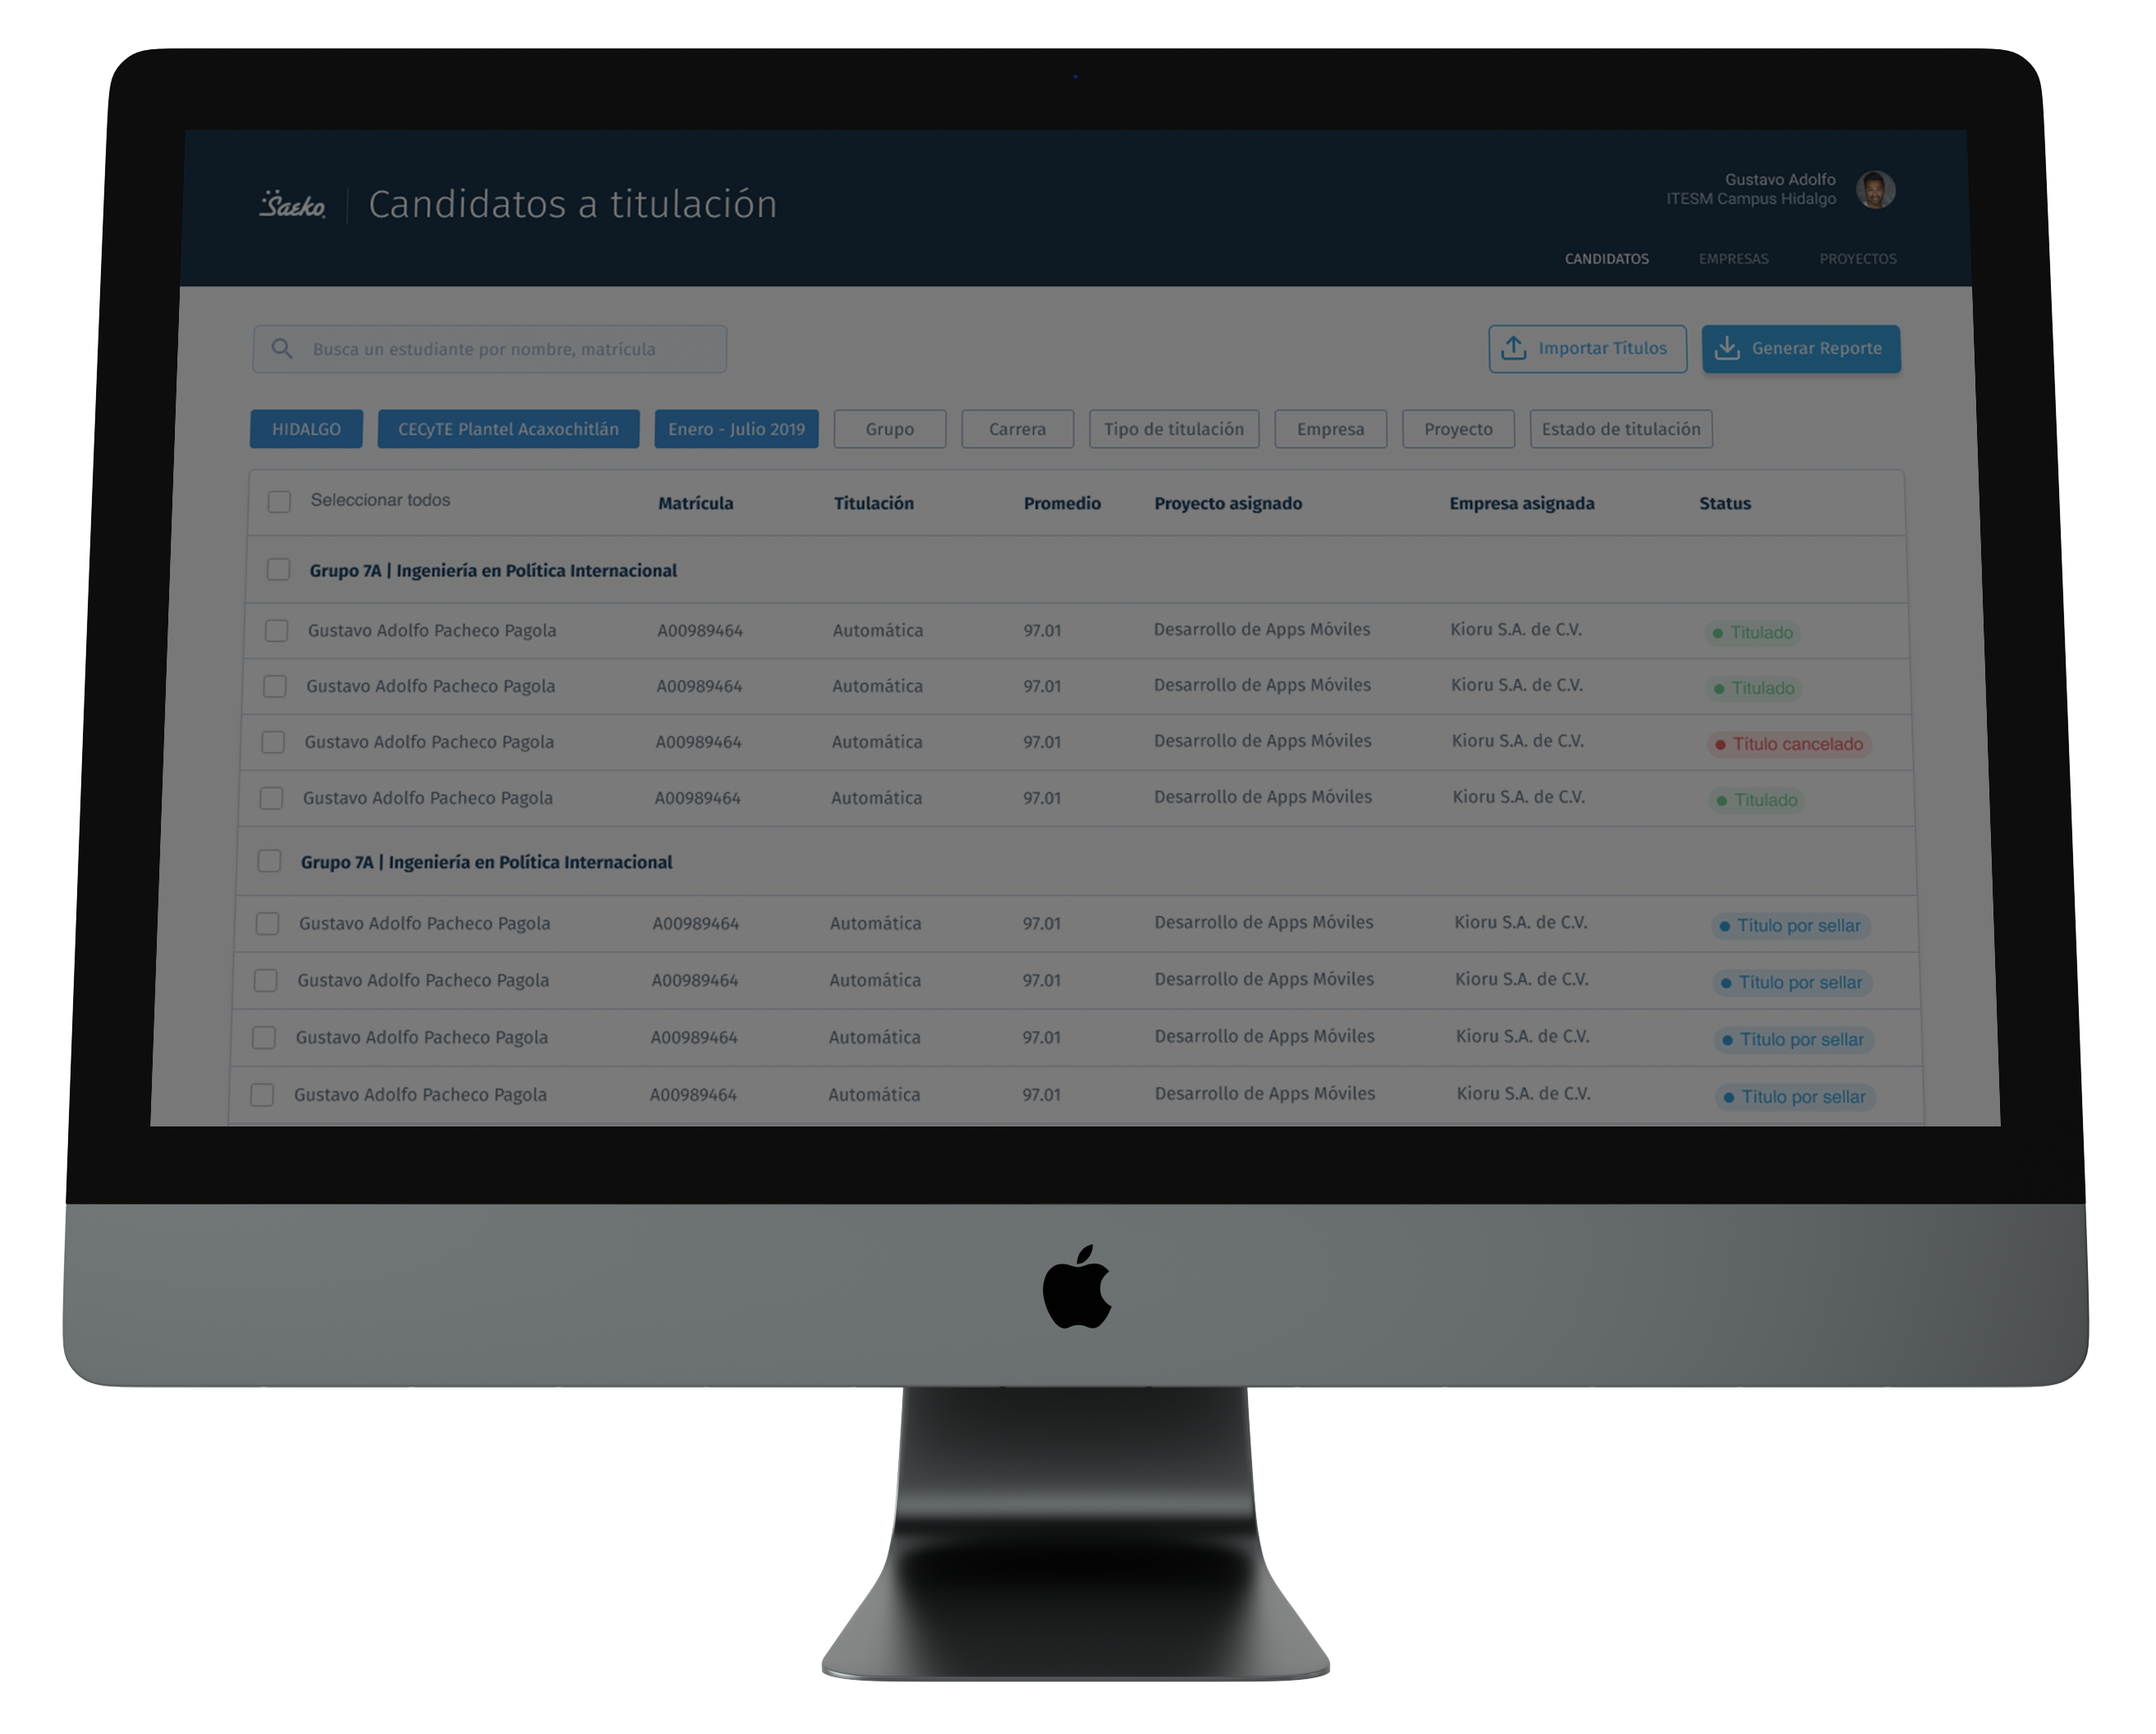 Saeko
Candidatos a titulación
Gustavo Adolfo
ITESM Campus Hidalgo
CANDIDATOS EMPRESAS PROYECTOS
Busca un estudiante por nombre, matrícula
Importar Títulos Generar Reporte
HIDALGO CECyTE Plantel Acaxochitlán Enero - Julio 2019 Grupo Carrera Tipo de titulación Empresa Proyecto Estado de titulación
Seleccionar todos Matrícula Titulación Promedio Proyecto asignado Empresa asignada Status
Grupo 7A | Ingeniería en Política Internacional
Gustavo Adolfo Pacheco Pagola A00989464 Automática 97.01 Desarrollo de Apps Móviles Kioru S.A. de C.V. Titulado
Gustavo Adolfo Pacheco Pagola A00989464 Automática 97.01 Desarrollo de Apps Móviles Kioru S.A. de C.V. Titulado
Gustavo Adolfo Pacheco Pagola A00989464 Automática 97.01 Desarrollo de Apps Móviles Kioru S.A. de C.V. Título cancelado
Gustavo Adolfo Pacheco Pagola A00989464 Automática 97.01 Desarrollo de Apps Móviles Kioru S.A. de C.V. Titulado
Grupo 7A | Ingeniería en Política Internacional
Gustavo Adolfo Pacheco Pagola A00989464 Automática 97.01 Desarrollo de Apps Móviles Kioru S.A. de C.V. Título por sellar
Gustavo Adolfo Pacheco Pagola A00989464 Automática 97.01 Desarrollo de Apps Móviles Kioru S.A. de C.V. Título por sellar
Gustavo Adolfo Pacheco Pagola A00989464 Automática 97.01 Desarrollo de Apps Móviles Kioru S.A. de C.V. Título por sellar
Gustavo Adolfo Pacheco Pagola A00989464 Automática 97.01 Desarrollo de Apps Móviles Kioru S.A. de C.V. Título por sellar